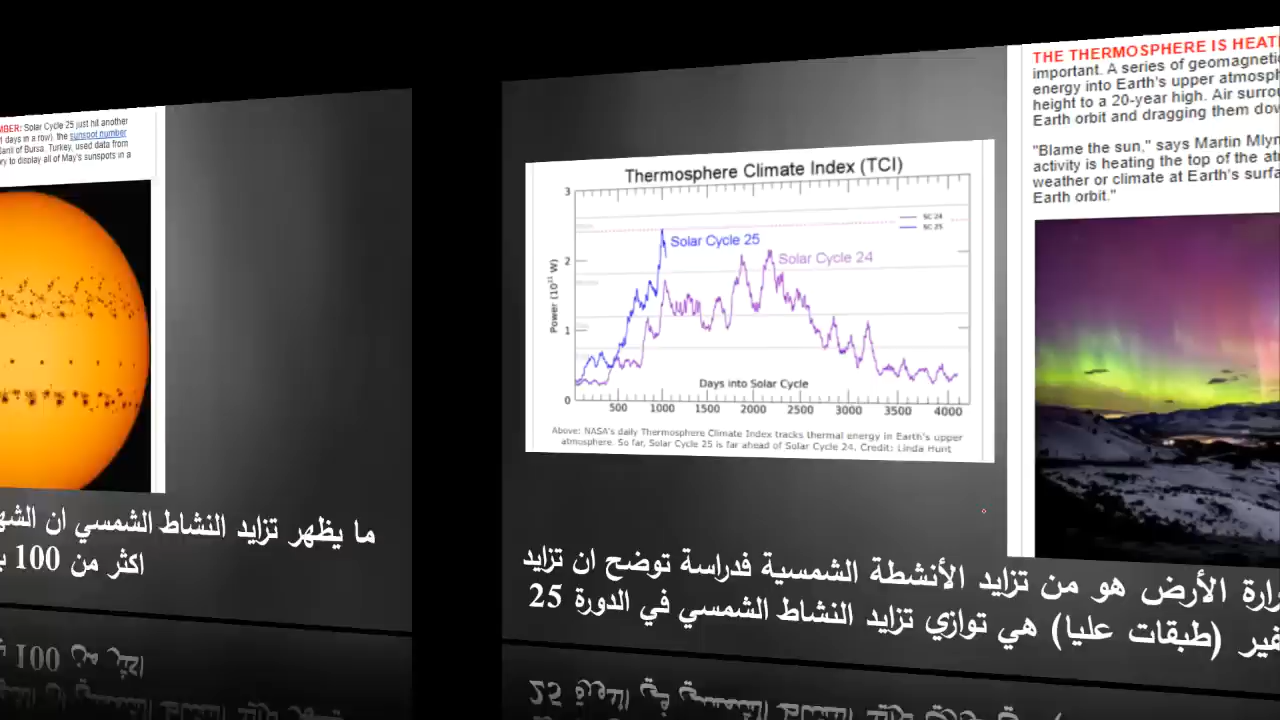 MBER: Solar Cycle 25 just hit another
days in a row). the sunspot number
of Bursa, Turkey, used data from
to display all of May's sunspots in a
ما يظهر تزايد النشاط الشمسي ان
اكثر من 100
Thermosphere Climate Index (TCI)
3
2
1
0
Power (10¹¹ W)
SC 24
SC 25
Solar Cycle 25
Solar Cycle 24
Days into Solar Cycle
500 1000 1500 2000 2500 3000 3500 4000
Above: NASA's daily Thermosphere Climate Index tracks thermal energy in Earth's upper
atmosphere. So far, Solar Cycle 25 is far ahead of Solar Cycle 24, Credit: Linda Hunt
THE THERMOSPHERE IS HEAT
important. A series of geomagneti
energy into Earth's upper atmosph
height to a 20-year high. Air surrou
Earth orbit and dragging them dow
"Blame the sun," says Martin Mlyn
activity is heating the top of the at
weather or climate at Earth's surfa
Earth orbit."
الأرض هو من تزايد الأنشطة الشمسية فدراسة توضح ان تزايد
(طبقات عليا) هي توازي تزايد النشاط الشمسي في الدورة 25